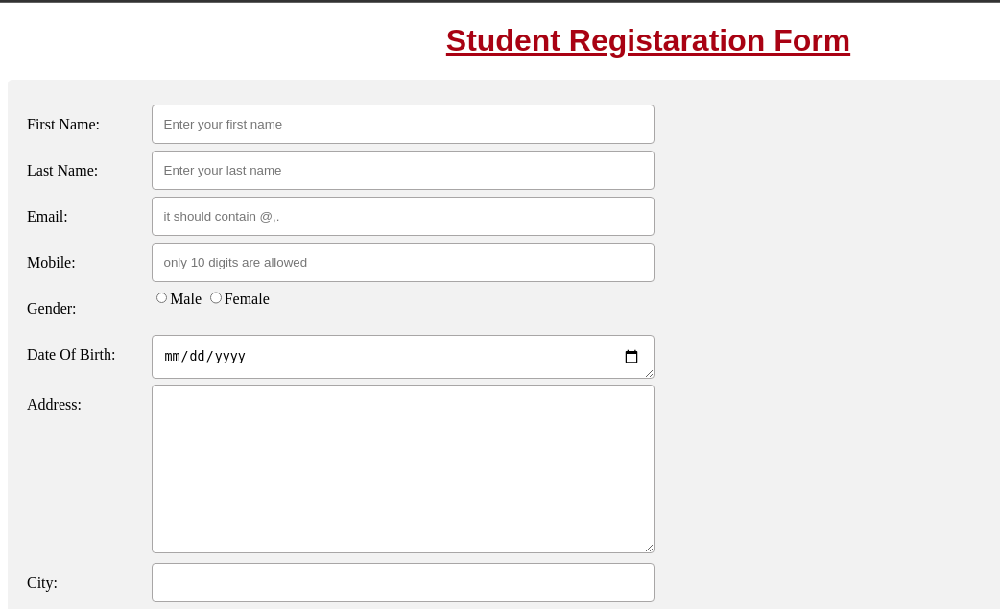 Student Registaration Form
First Name: Enter your first name
Last Name: Enter your last name
Email: it should contain @,.
Mobile: only 10 digits are allowed
Gender: Male Female
Date Of Birth: mm/dd/yyyy
Address:
City: